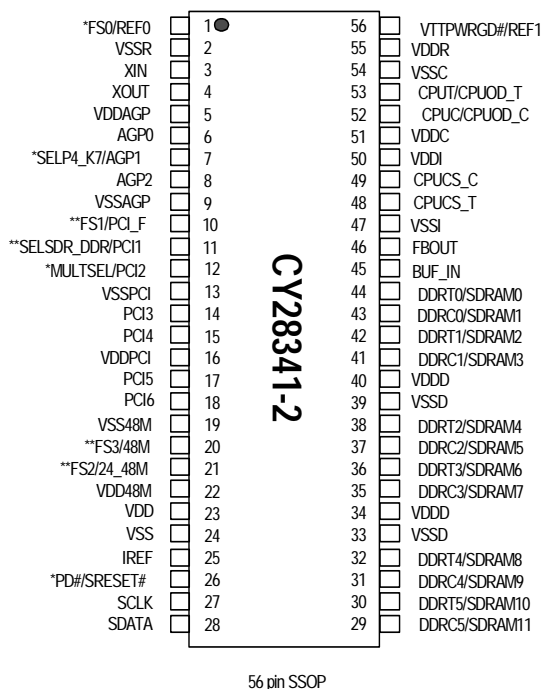 *FS0/REF0 1 56 VTTPWRGD#/REF1
VSSR 2 55 VDDR
XIN 3 54 VSSC
XOUT 4 53 CPUT/CPUOD_T
VDDAGP 5 52 CPUC/CPUOD_C
AGP0 6 51 VDDC
*SELP4_K7/AGP1 7 50 VDDI
AGP2 8 49 CPUCS_C
VSSAGP 9 48 CPUCS_T
**FS1/PCI_F 10 47 VSSI
**SELSDR_DDR/PCI1 11 46 FBOUT
*MULTSEL/PCI2 12 45 BUF_IN
VSSPCI 13 44 DDRT0/SDRAM0
PCI3 14 43 DDRC0/SDRAM1
PCI4 15 42 DDRT1/SDRAM2
VDDPCI 16 41 DDRC1/SDRAM3
PCI5 17 40 VDDD
PCI6 18 39 VSSD
VSS48M 19 38 DDRT2/SDRAM4
**FS3/48M 20 37 DDRC2/SDRAM5
**FS2/24_48M 21 36 DDRT3/SDRAM6
VDD48M 22 35 DDRC3/SDRAM7
VDD 23 34 VDDD
VSS 24 33 VSSD
IREF 25 32 DDRT4/SDRAM8
*PD#/SRESET# 26 31 DDRC4/SDRAM9
SCLK 27 30 DDRT5/SDRAM10
SDATA 28 29 DDRC5/SDRAM11
CY28341-2
56 pin SSOP